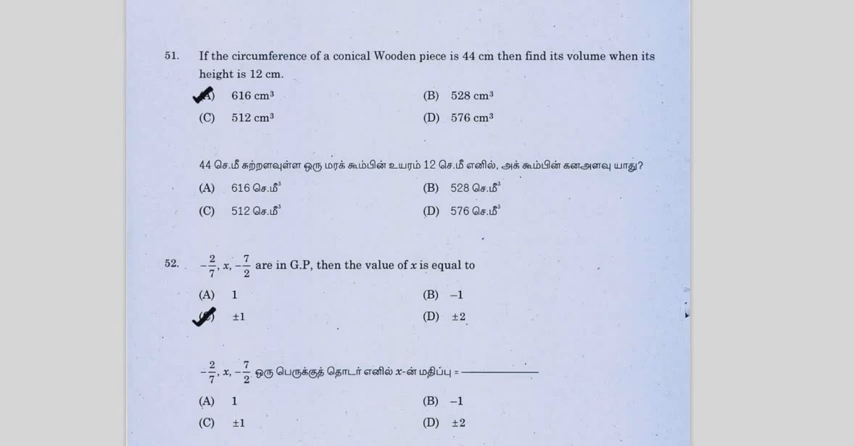 51. If the circumference of a conical Wooden piece is 44 cm then find its volume when its
height is 12 cm.
(A) 616 cm³ (B) 528 cm³
(C) 512 cm³ (D) 576 cm³
44 செ.மீ சுற்றளவுள்ள ஒரு மரக் கூம்பின் உயரம் 12 செ.மீ எனில், அக் கூம்பின் கனஅளவு யாது?
(A) 616 செ.மீ³ (B) 528 செ.மீ³
(C) 512 செ.மீ³ (D) 576 செ.மீ³
52. -2/7, x, -7/2 are in G.P, then the value of x is equal to
(A) 1 (B) -1
(C) ±1 (D) ±2
-2/7, x, -7/2 ஒரு பெருக்குத் தொடர் எனில் x-ன் மதிப்பு =
(A) 1 (B) -1
(C) ±1 (D) ±2